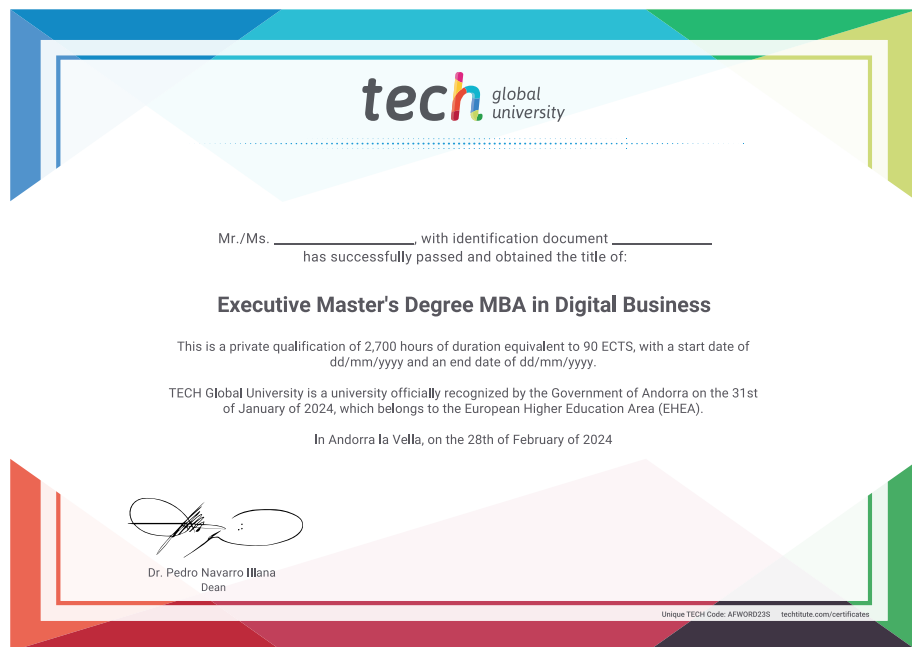 tech global
university
Mr./Ms. ____________, with identification document ____________
has successfully passed and obtained the title of:
Executive Master's Degree MBA in Digital Business
This is a private qualification of 2,700 hours of duration equivalent to 90 ECTS, with a start date of
dd/mm/yyyy and an end date of dd/mm/yyyy.
TECH Global University is a university officially recognized by the Government of Andorra on the 31st
of January of 2024, which belongs to the European Higher Education Area (EHEA).
In Andorra la Vella, on the 28th of February of 2024
Dr. Pedro Navarro Illana
Dean
Unique TECH Code: AFWORD23S techtitute.com/certificates